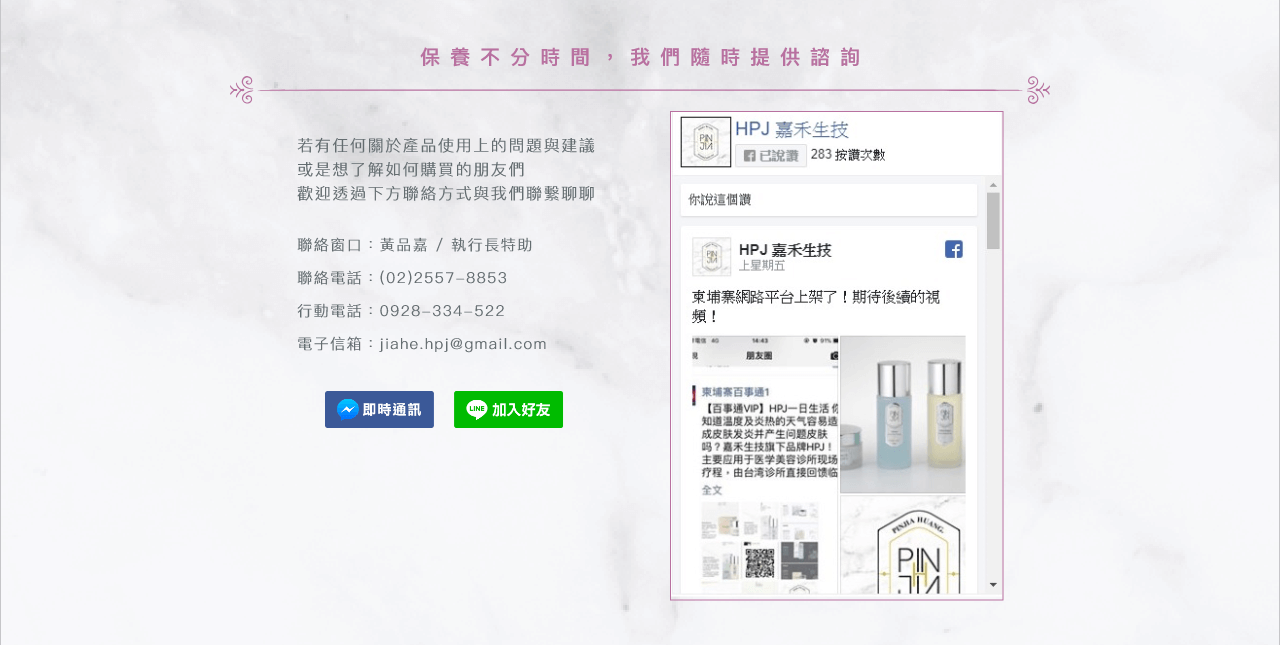 保養不分時間，我們隨時提供諮詢
若有任何關於產品使用上的問題與建議
或是想了解如何購買的朋友們
歡迎透過下方聯絡方式與我們聯繫聊聊
聯絡窗口：黃品嘉 / 執行長特助
聯絡電話：(02)2557-8853
行動電話：0928-334-522
電子信箱：jiahe.hpj@gmail.com
即時通訊
LINE 加入好友
PIN
JIA
HPJ 嘉禾生技
已說讚 283 按讚次數
你說這個讚
HPJ 嘉禾生技
上星期五
柬埔寨網路平台上架了！期待後續的視
頻！
14:43
91%
朋友圈
柬埔寨百事通1
【百事通VIP】HPJ一日生活 你
知道温度及炎热的天气容易造
成皮肤发炎并产生问题皮肤
吗？嘉禾生技旗下品牌HPJ！
主要应用于医学美容诊所现场
疗程，由台湾诊所直接回馈临
全文
PINJIA HUANG.
PIN
H
JIA